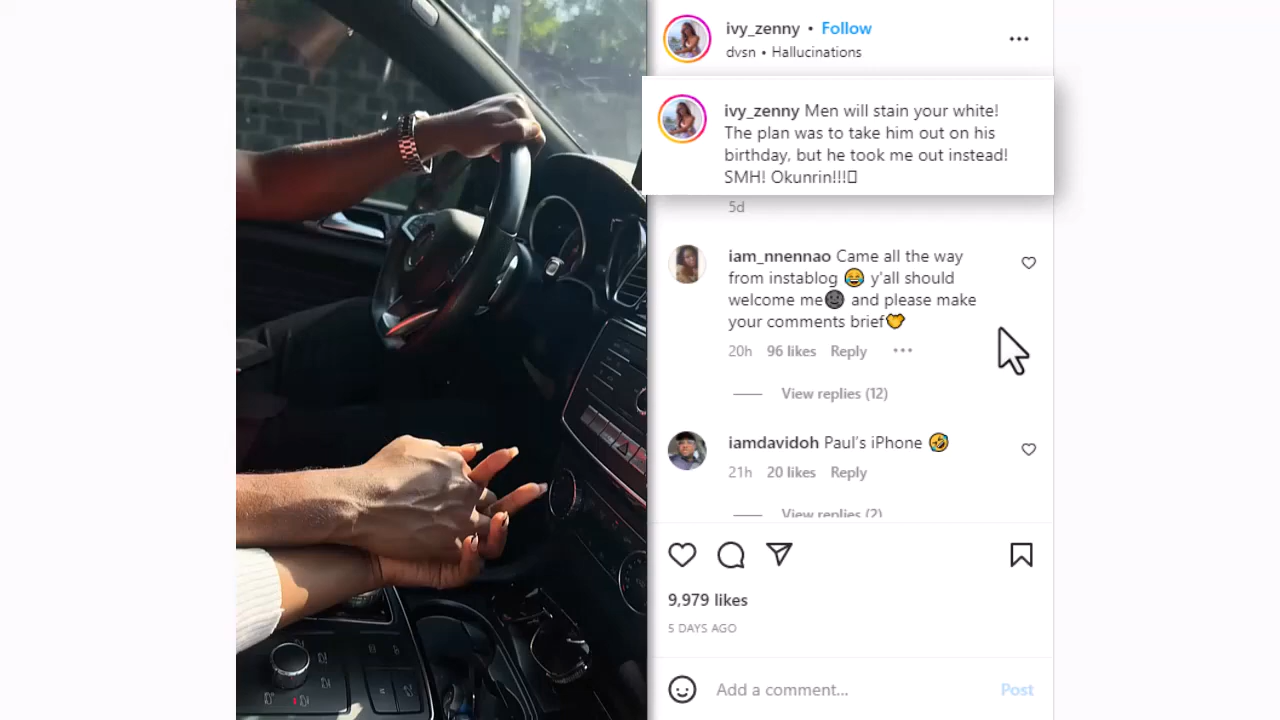 ivy_zenny • Follow
dvsn • Hallucinations
ivy_zenny Men will stain your white!
The plan was to take him out on his
birthday, but he took me out instead!
SMH! Okunrin!!!
5d
iam_nnennao Came all the way
from instablog 😂 y'all should
welcome me🌚 and please make
your comments brief
20h 96 likes Reply •••
View replies (12)
iamdavidoh Paul's iPhone 🤣
21h 20 likes Reply
View replies (2)
9,979 likes
5 DAYS AGO
Add a comment... Post